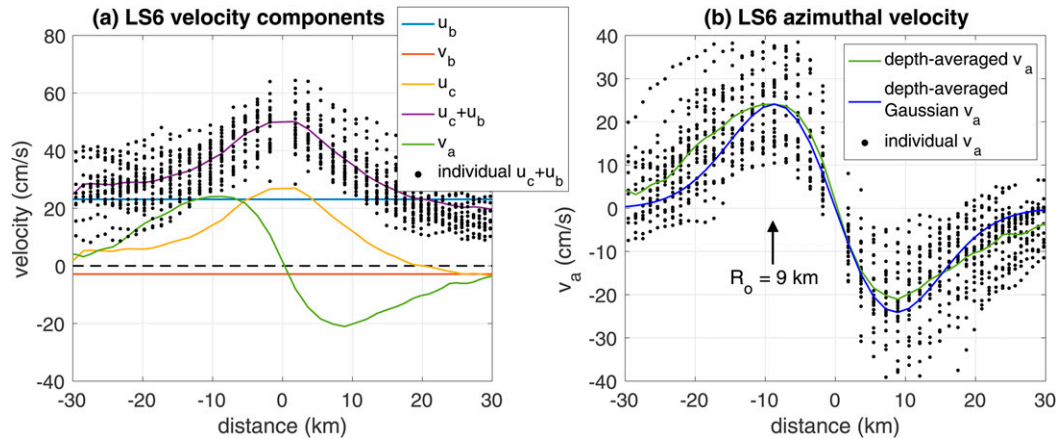 (a) LS6 velocity components
velocity (cm/s)
80
60
40
20
0
-20
-40
-30
-20
-10
0
10
20
30
distance (km)
u_b
v_b
u_c
u_c+u_b
v_a
individual u_c+u_b
(b) LS6 azimuthal velocity
v_a (cm/s)
40
30
20
10
0
-10
-20
-30
-40
-30
-20
-10
0
10
20
30
distance (km)
R_o = 9 km
depth-averaged v_a
depth-averaged
Gaussian v_a
individual v_a